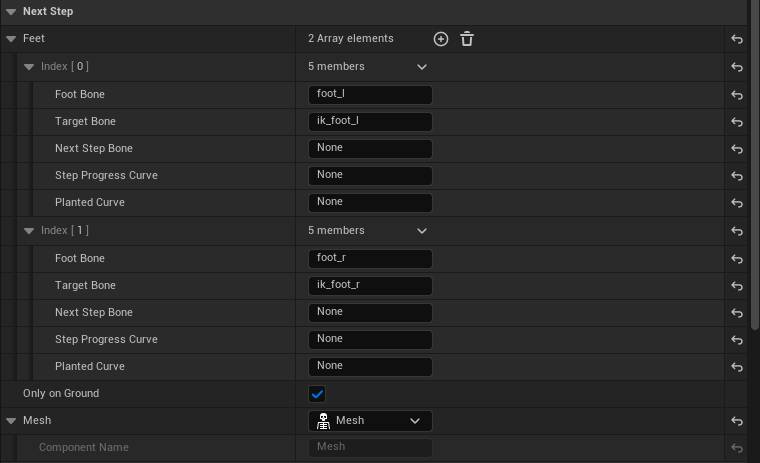 Next Step
Feet 2 Array elements
Index [ 0 ] 5 members
Foot Bone foot_l
Target Bone ik_foot_l
Next Step Bone None
Step Progress Curve None
Planted Curve None
Index [ 1 ] 5 members
Foot Bone foot_r
Target Bone ik_foot_r
Next Step Bone None
Step Progress Curve None
Planted Curve None
Only on Ground
Mesh Mesh
Component Name Mesh